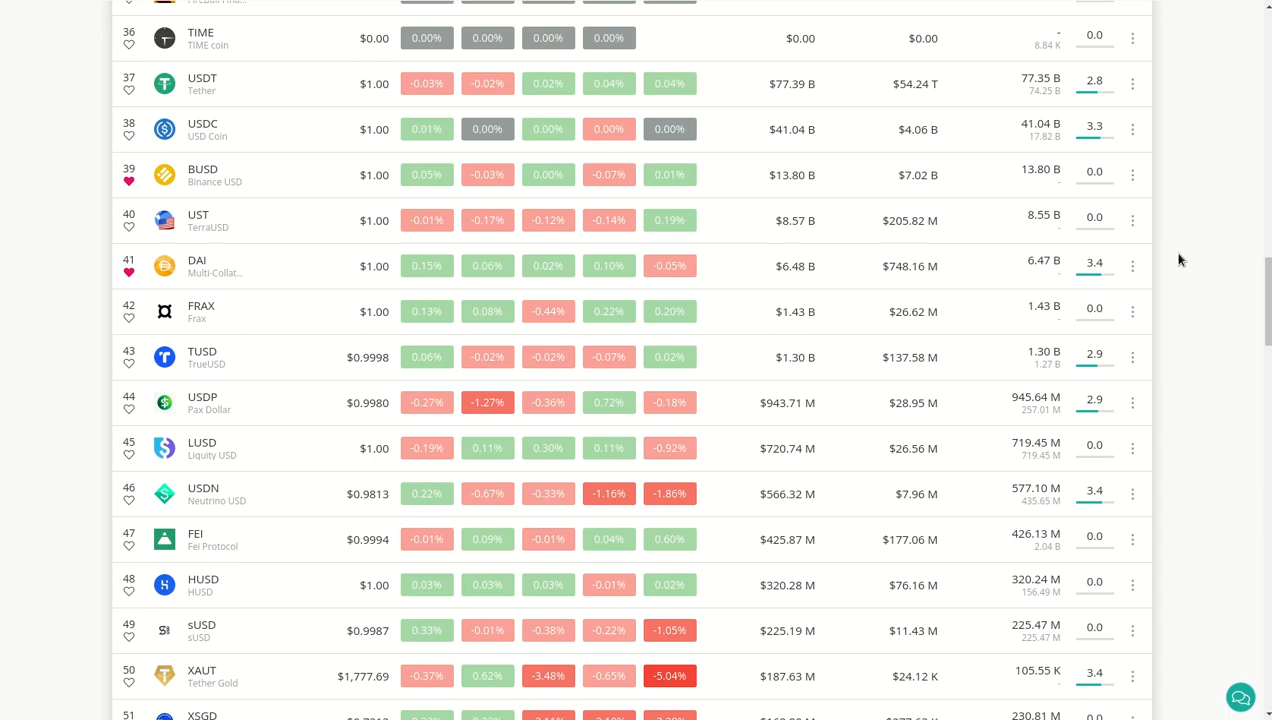 36 TIME $0.00 0.00% 0.00% 0.00% 0.00% $0.00 $0.00 - 0.0
TIME coin 8.84 K
37 USDT $1.00 -0.03% -0.02% 0.02% 0.04% 0.04% $77.39 B $54.24 T 77.35 B 2.8
Tether 74.25 B
38 USDC $1.00 0.01% 0.00% 0.00% 0.00% 0.00% $41.04 B $4.06 B 41.04 B 3.3
USD Coin 17.82 B
39 BUSD $1.00 0.05% -0.03% 0.00% -0.07% 0.01% $13.80 B $7.02 B 13.80 B 0.0
Binance USD -
40 UST $1.00 -0.01% -0.17% -0.12% -0.14% 0.19% $8.57 B $205.82 M 8.55 B 0.0
TerraUSD -
41 DAI $1.00 0.15% 0.06% 0.02% 0.10% -0.05% $6.48 B $748.16 M 6.47 B 3.4
Multi-Collat... -
42 FRAX $1.00 0.13% 0.08% -0.44% 0.22% 0.20% $1.43 B $26.62 M 1.43 B 0.0
Frax -
43 TUSD $0.9998 0.06% -0.02% -0.02% -0.07% 0.02% $1.30 B $137.58 M 1.30 B 2.9
TrueUSD 1.27 B
44 USDP $0.9980 -0.27% -1.27% -0.36% 0.72% -0.18% $943.71 M $28.95 M 945.64 M 2.9
Pax Dollar 257.01 M
45 LUSD $1.00 -0.19% 0.11% 0.30% 0.11% -0.92% $720.74 M $26.56 M 719.45 M 0.0
Liquity USD 719.45 M
46 USDN $0.9813 0.22% -0.67% -0.33% -1.16% -1.86% $566.32 M $7.96 M 577.10 M 3.4
Neutrino USD 435.65 M
47 FEI $0.9994 -0.01% 0.09% -0.01% 0.04% 0.60% $425.87 M $177.06 M 426.13 M 0.0
Fei Protocol 2.04 B
48 HUSD $1.00 0.03% 0.03% 0.03% -0.01% 0.02% $320.28 M $76.16 M 320.24 M 0.0
HUSD 156.49 M
49 sUSD $0.9987 0.33% -0.01% -0.38% -0.22% -1.05% $225.19 M $11.43 M 225.47 M 0.0
sUSD 225.47 M
50 XAUT $1,777.69 -0.37% 0.62% -3.48% -0.65% -5.04% $187.63 M $24.12 K 105.55 K 3.4
Tether Gold -
51 XSGD 230.81 M